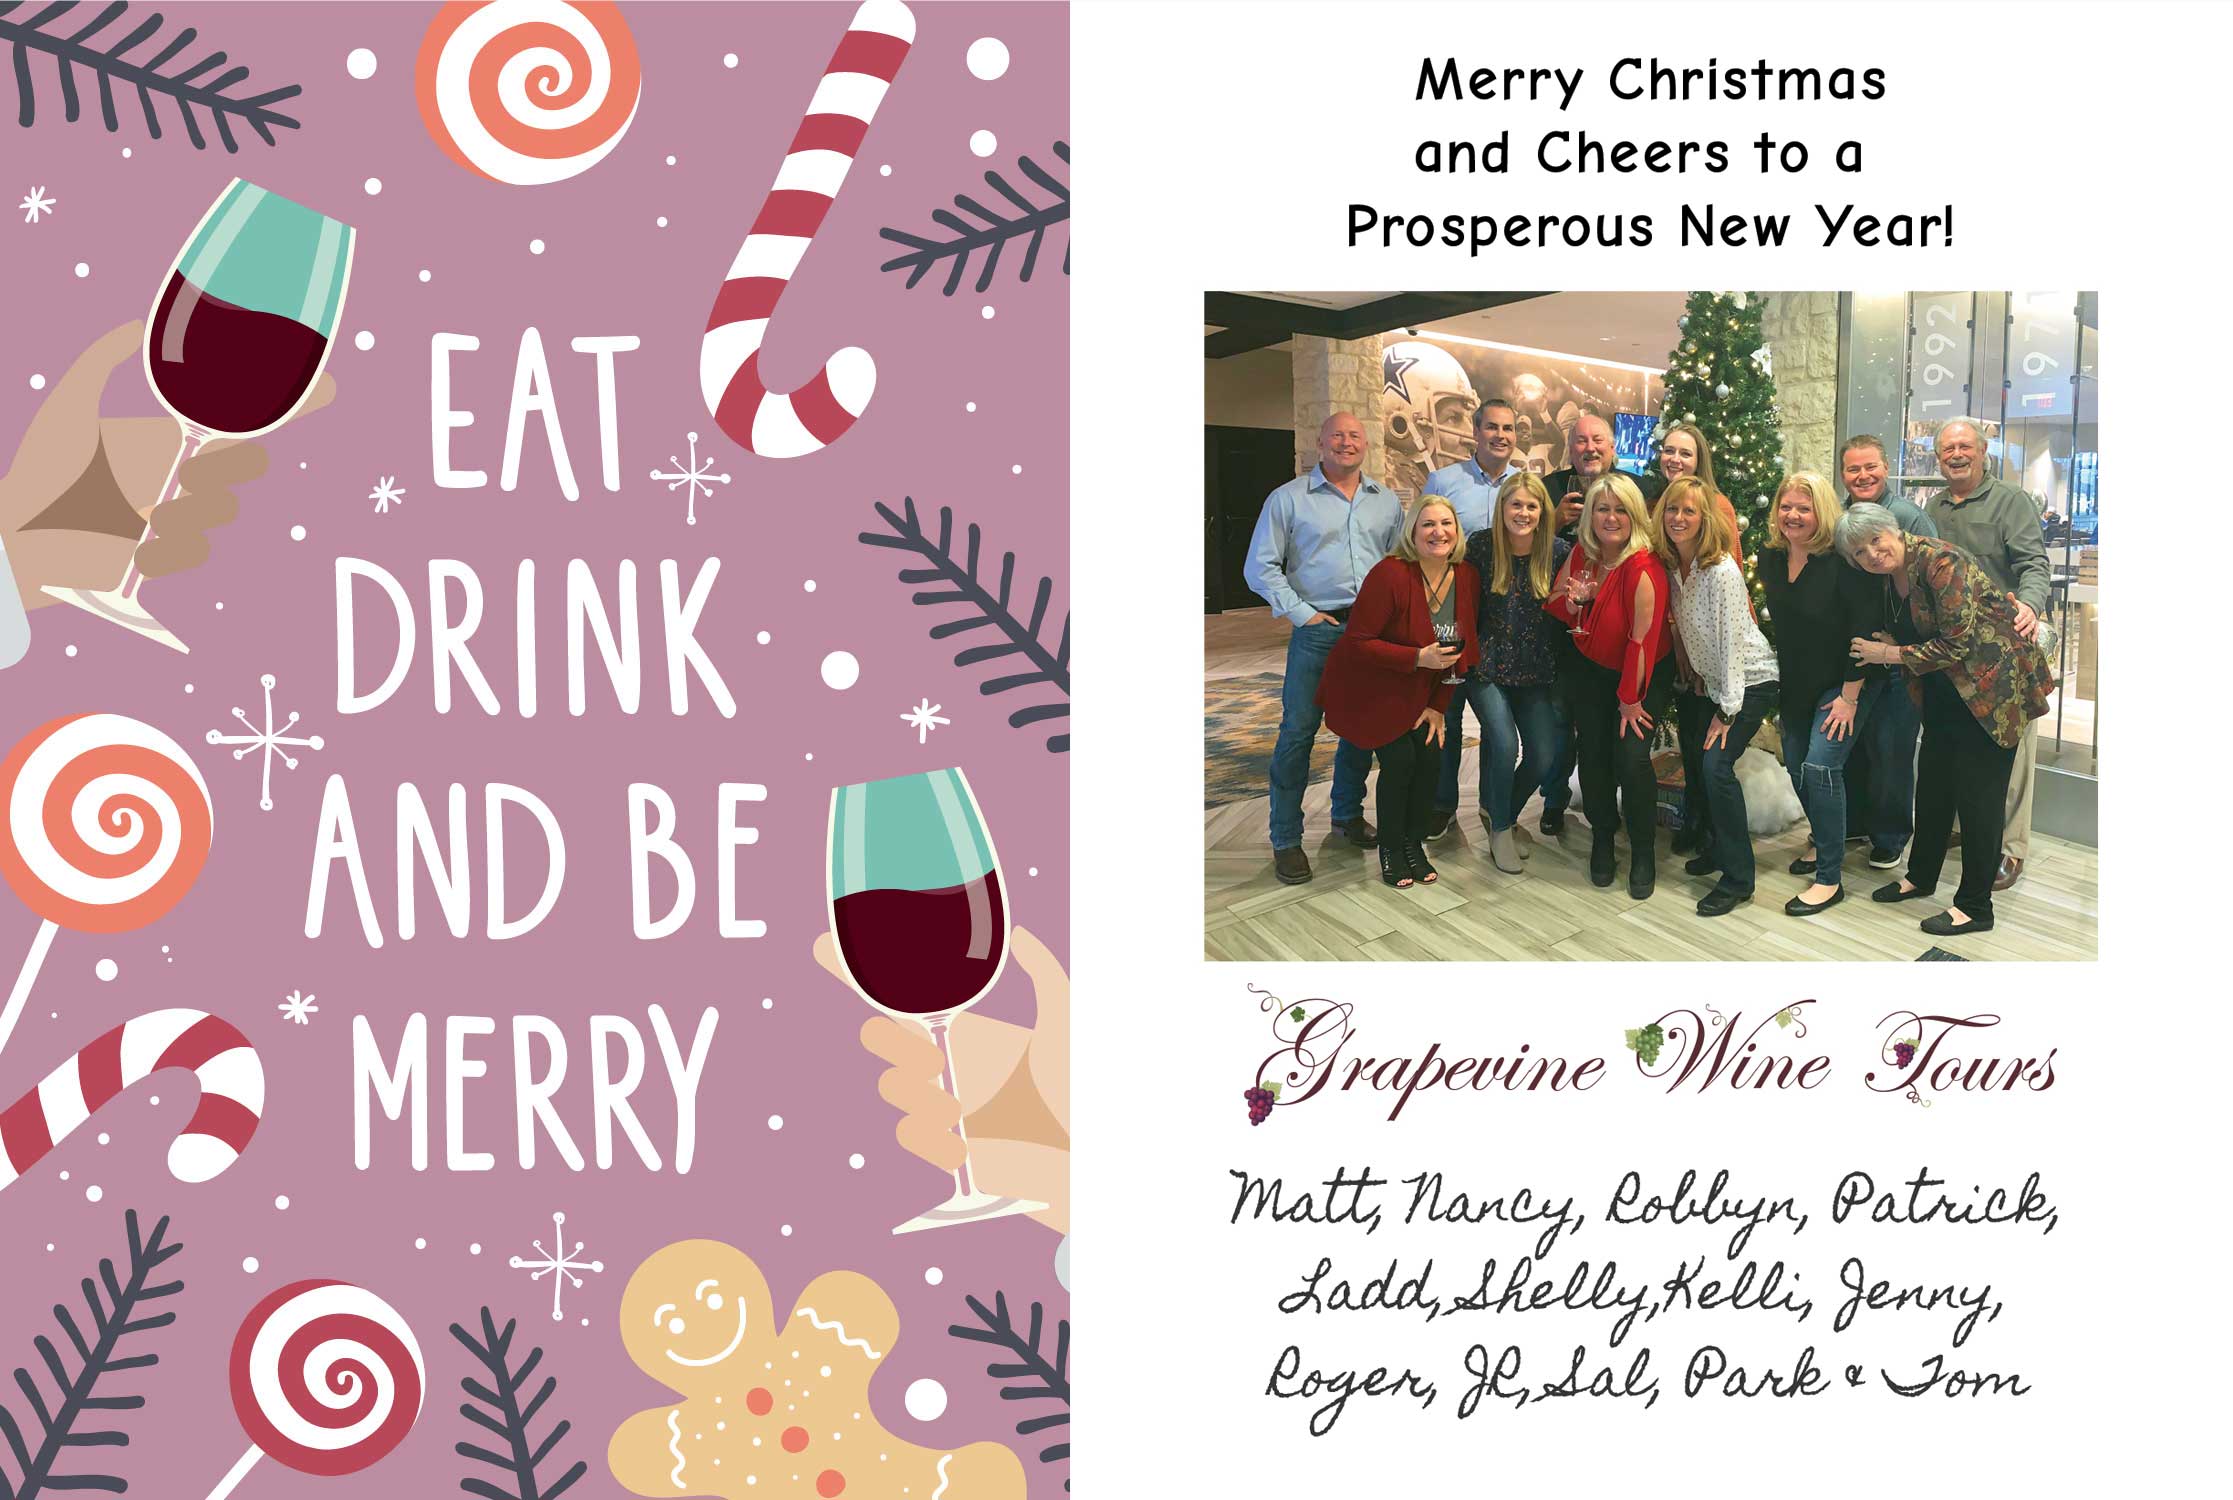 EAT
DRINK
AND BE
MERRY
Merry Christmas
and Cheers to a
Prosperous New Year!
1992
1971
Grapevine Wine Tours
Matt, Nancy, Robbyn, Patrick,
Ladd, Shelly, Kelli, Jenny,
Roger, JR, Sal, Park & Tom